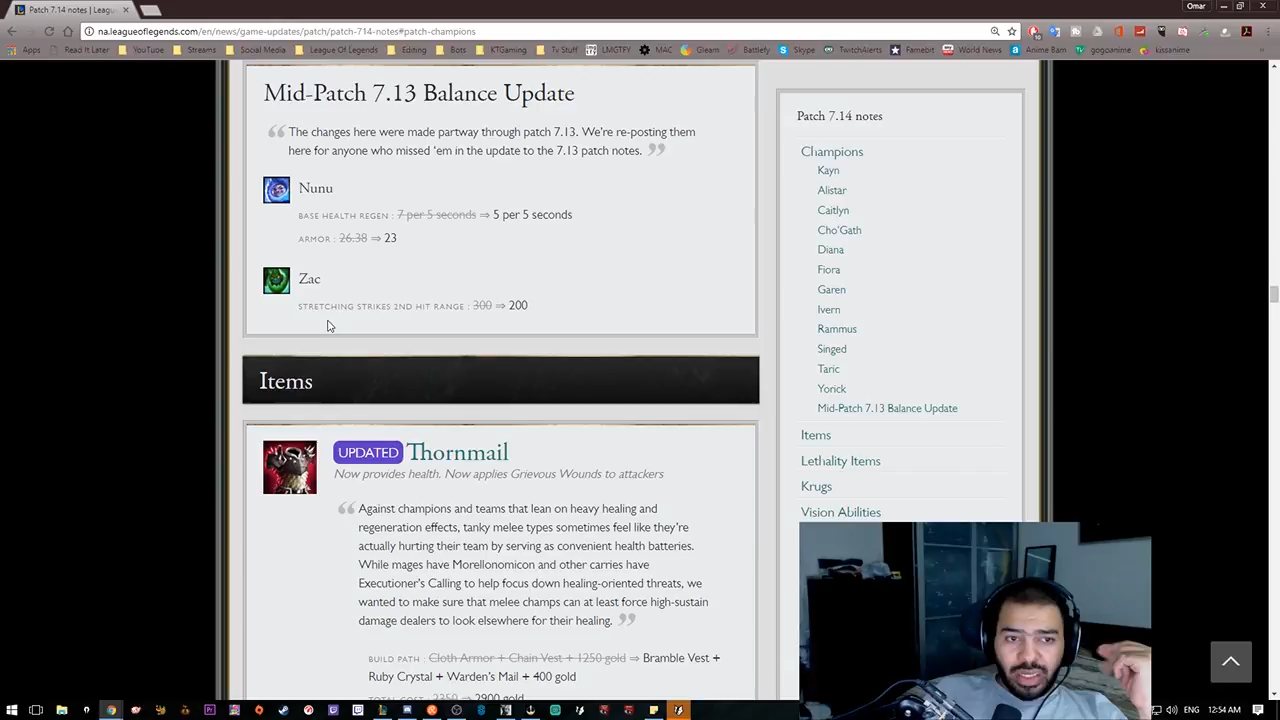 Patch 7.14 notes | Leagu
Omar
na.leagueoflegends.com/en/news/game-updates/patch/patch-714-notes#patch-champions
Apps
Read It Later
YouTube
Streams
Social Media
League Of Legends
Editing
Bots
KTGaming
Tv Stuff
LMGTFY
MAC
Gleam
Battlefy
Skype
TwitchAlerts
Famebit
World News
Anime Bam
gogoanime
kissanime
Mid-Patch 7.13 Balance Update
The changes here were made partway through patch 7.13. We're re-posting them
here for anyone who missed 'em in the update to the 7.13 patch notes.
Nunu
BASE HEALTH REGEN : 7 per 5 seconds ⇒ 5 per 5 seconds
ARMOR : 26.38 ⇒ 23
Zac
STRETCHING STRIKES 2ND HIT RANGE : 300 ⇒ 200
Items
UPDATED Thornmail
Now provides health. Now applies Grievous Wounds to attackers
Against champions and teams that lean on heavy healing and
regeneration effects, tanky melee types sometimes feel like they're
actually hurting their team by serving as convenient health batteries.
While mages have Morellonomicon and other carries have
Executioner's Calling to help focus down healing-oriented threats, we
wanted to make sure that melee champs can at least force high-sustain
damage dealers to look elsewhere for their healing.
BUILD PATH : Cloth Armor + Chain Vest + 1250 gold ⇒ Bramble Vest +
Ruby Crystal + Warden's Mail + 400 gold
TOTAL COST : 2350 ⇒ 2900 gold
Patch 7.14 notes
Champions
Kayn
Alistar
Caitlyn
Cho'Gath
Diana
Fiora
Garen
Ivern
Rammus
Singed
Taric
Yorick
Mid-Patch 7.13 Balance Update
Items
Lethality Items
Krugs
Vision Abilities
12:54 AM